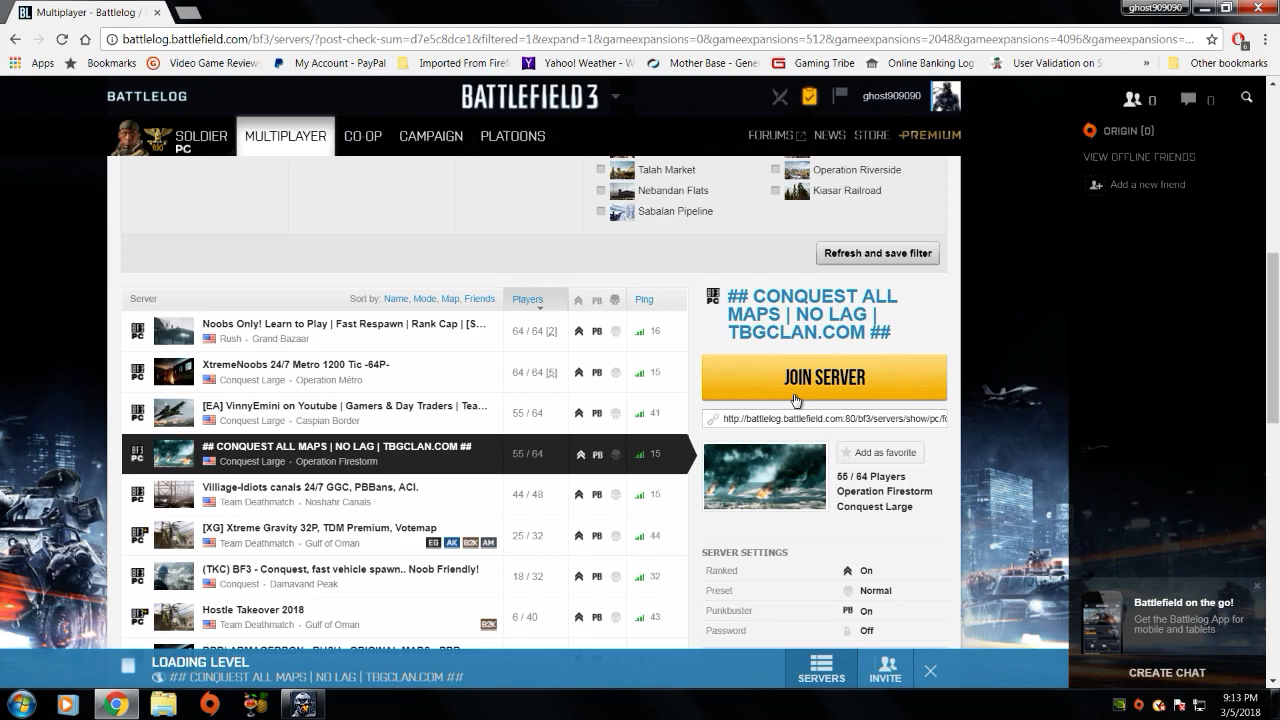 Multiplayer - Battlelog /
ghost909090
battlelog.battlefield.com/bf3/servers/?post-check-sum=d7e5c8dce1&filtered=1&expand=1&gameexpansions=0&gameexpansions=512&gameexpansions=2048&gameexpansions=4096&gameexpansions=...
Apps Bookmarks Video Game Review My Account - PayPal Imported From Firef Yahoo! Weather - W Mother Base - Gener Gaming Tribe Online Banking Log User Validation on S » Other bookmarks
BATTLELOG BATTLEFIELD 3 ghost909090 0 0
SOLDIER MULTIPLAYER CO-OP CAMPAIGN PLATOONS FORUMS NEWS STORE PREMIUM
PC 100
ORIGIN (0)
VIEW OFFLINE FRIENDS
Add a new friend
Talah Market Operation Riverside
Nebandan Flats Kiasar Railroad
Sabalan Pipeline
Refresh and save filter
Server Sort by: Name, Mode, Map, Friends Players PB Ping
Noobs Only! Learn to Play | Fast Respawn | Rank Cap | [S... 64 / 64 [2] PB 16
Rush - Grand Bazaar
XtremeNoobs 24/7 Metro 1200 Tic -64P- 64 / 64 [5] PB 15
Conquest Large - Operation Métro
[EA] VinnyEmini on Youtube | Gamers & Day Traders | Tea... 55 / 64 PB 41
Conquest Large - Caspian Border
## CONQUEST ALL MAPS | NO LAG | TBGCLAN.COM ## 55 / 64 PB 15
Conquest Large - Operation Firestorm
Villiage-Idiots canals 24/7 GGC, PBBans, ACI. 44 / 48 PB 15
Team Deathmatch - Noshahr Canals
[XG] Xtreme Gravity 32P, TDM Premium, Votemap 25 / 32 PB 44
Team Deathmatch - Gulf of Oman EG AK B2K AM
(TKC) BF3 - Conquest, fast vehicle spawn.. Noob Friendly! 18 / 32 PB 32
Conquest - Damavand Peak
Hostle Takeover 2018 6 / 40 PB 43
Team Deathmatch - Gulf of Oman B2K
BF3 PC
## CONQUEST ALL
MAPS | NO LAG |
TBGCLAN.COM ##
JOIN SERVER
http://battlelog.battlefield.com:80/bf3/servers/show/pc/f
Add as favorite
55 / 64 Players
Operation Firestorm
Conquest Large
SERVER SETTINGS
Ranked On
Preset Normal
Punkbuster PB On
Password Off
Battlefield on the go!
Get the Battlelog App for
mobile and tablets
LOADING LEVEL
## CONQUEST ALL MAPS | NO LAG | TBGCLAN.COM ##
SERVERS INVITE
CREATE CHAT
9:13 PM
3/5/2018